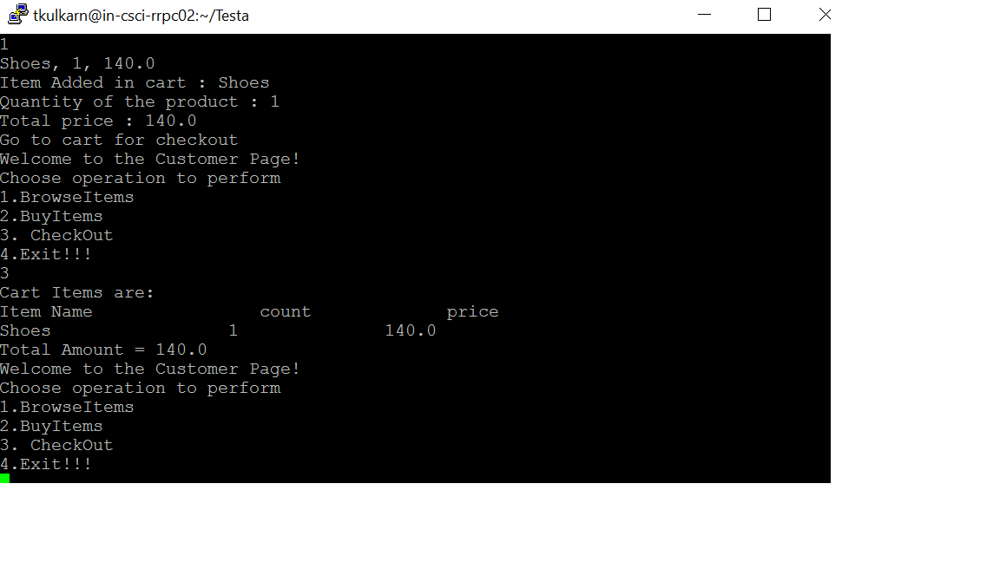 tkulkarn@in-csci-rrpc02:~/Testa
1
Shoes, 1, 140.0
Item Added in cart : Shoes
Quantity of the product : 1
Total price : 140.0
Go to cart for checkout
Welcome to the Customer Page!
Choose operation to perform
1.BrowseItems
2.BuyItems
3. CheckOut
4.Exit!!!
3
Cart Items are:
Item Name                count             price
Shoes                 1              140.0
Total Amount = 140.0
Welcome to the Customer Page!
Choose operation to perform
1.BrowseItems
2.BuyItems
3. CheckOut
4.Exit!!!